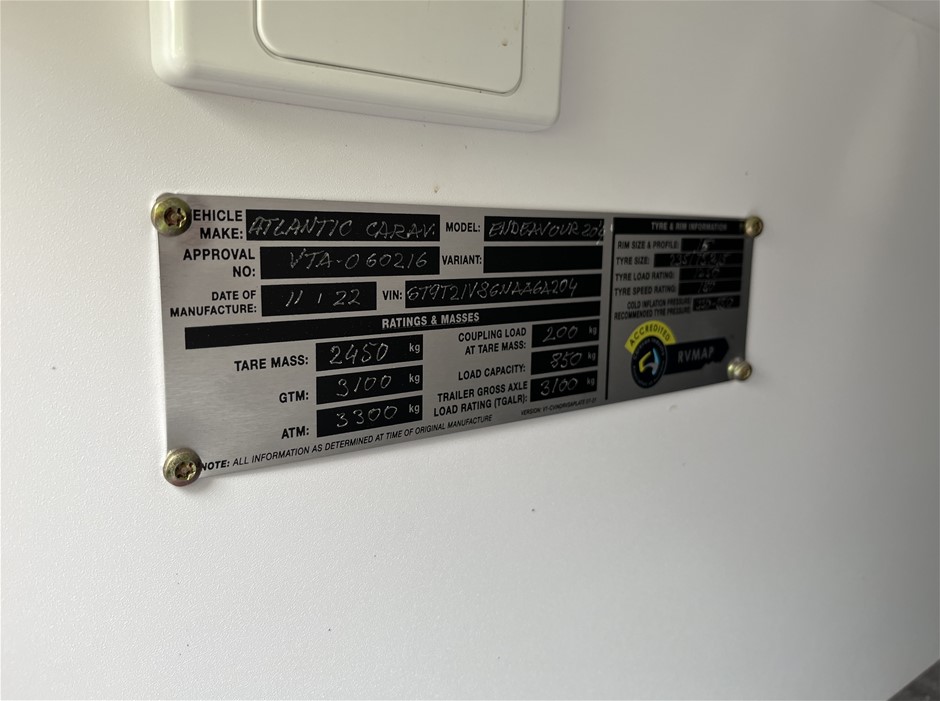 VEHICLE MAKE: ATLANTIC CARAV. MODEL: ENDEAVOUR
APPROVAL NO: VTA-060216 VARIANT:
DATE OF MANUFACTURE: 11 / 22 VIN:
RATINGS & MASSES
TARE MASS: 2450 kg COUPLING LOAD AT TARE MASS: 200 kg
GTM: 3100 kg LOAD CAPACITY: 850 kg
ATM: 3300 kg TRAILER GROSS AXLE LOAD RATING (TGALR): 3100 kg
NOTE: ALL INFORMATION AS DETERMINED AT TIME OF ORIGINAL MANUFACTURE
TYRE & RIM INFORMATION
RIM SIZE & PROFILE:
TYRE SIZE:
TYRE LOAD RATING:
TYRE SPEED RATING:
COLD INFLATION PRESSURE
RECOMMENDED TYRE PRESSURE:
ACCREDITED
RVMAP